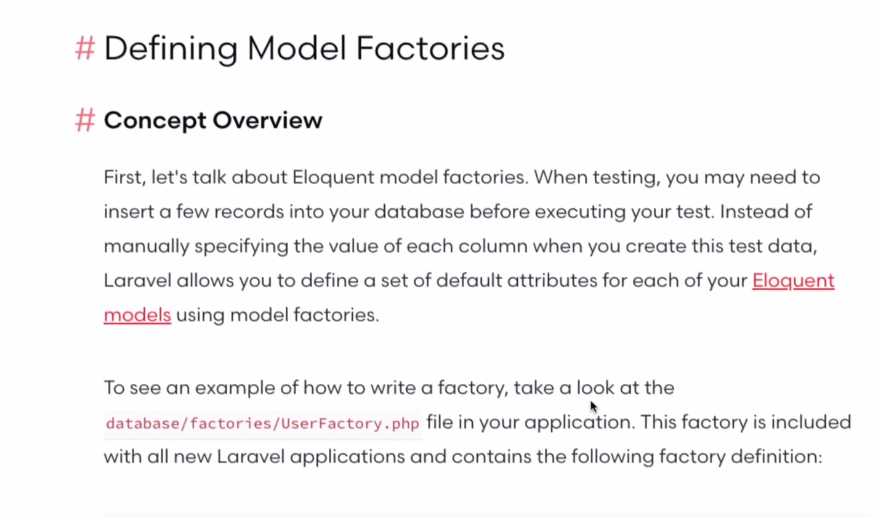 # Defining Model Factories
# Concept Overview
First, let's talk about Eloquent model factories. When testing, you may need to
insert a few records into your database before executing your test. Instead of
manually specifying the value of each column when you create this test data,
Laravel allows you to define a set of default attributes for each of your Eloquent
models using model factories.
To see an example of how to write a factory, take a look at the
database/factories/UserFactory.php file in your application. This factory is included
with all new Laravel applications and contains the following factory definition: